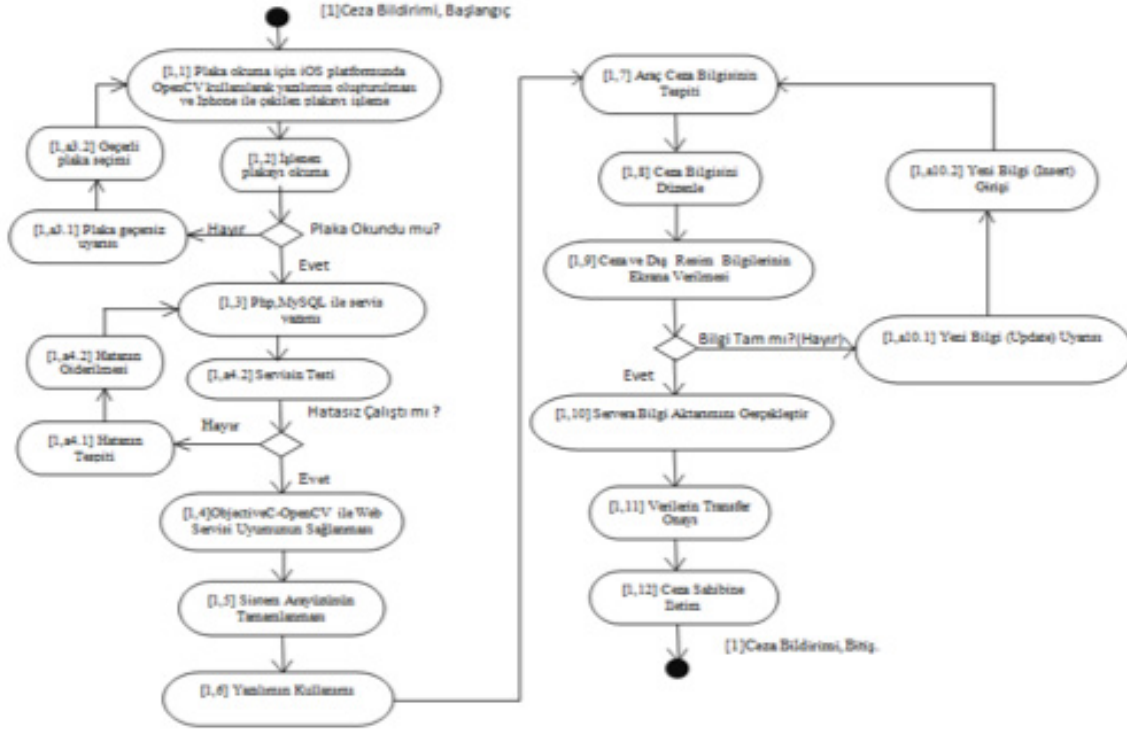 [1]Ceza Bildirimi, Başlangıç
[1,1] Plaka okuma için iOS platformunda
OpenCV kullanılarak yazılımın oluşturulması
ve Iphone ile çekilen plakayı işleme
[1,a3.2] Geçerli
plaka seçimi
[1,2] İşlenen
plakayı okuma
[1,a3.1] Plaka geçersiz
uyarısı
Hayır
Plaka Okundu mu?
Evet
[1,3] Php,MySQL ile servis
yazımı
[1,a4.2] Hatanın
Giderilmesi
[1,a4.2] Servisin Testi
Hatasız Çalıştı mı ?
Hayır
[1,a4.1] Hatanın
Tespiti
Evet
[1,4]ObjectiveC-OpenCV ile Web
Servisi Uyumunun Sağlanması
[1,5] Sistem Arayüzünün
Tamamlanması
[1,6] Yazılımın Kullanımı
[1,7] Araç Ceza Bilgisinin
Tespiti
[1,8] Ceza Bilgisini
Düzenle
[1,a10.2] Yeni Bilgi (Insert)
Girişi
[1,9] Ceza ve Dış Resim Bilgilerinin
Ekrana Verilmesi
Bilgi Tam mı?(Hayır)
[1,a10.1] Yeni Bilgi (Update) Uyarısı
Evet
[1,10] Servera Bilgi Aktarımını Gerçekleştir
[1,11] Verilerin Transfer
Onayı
[1,12] Ceza Sahibine
İletim
[1]Ceza Bildirimi, Bitiş.